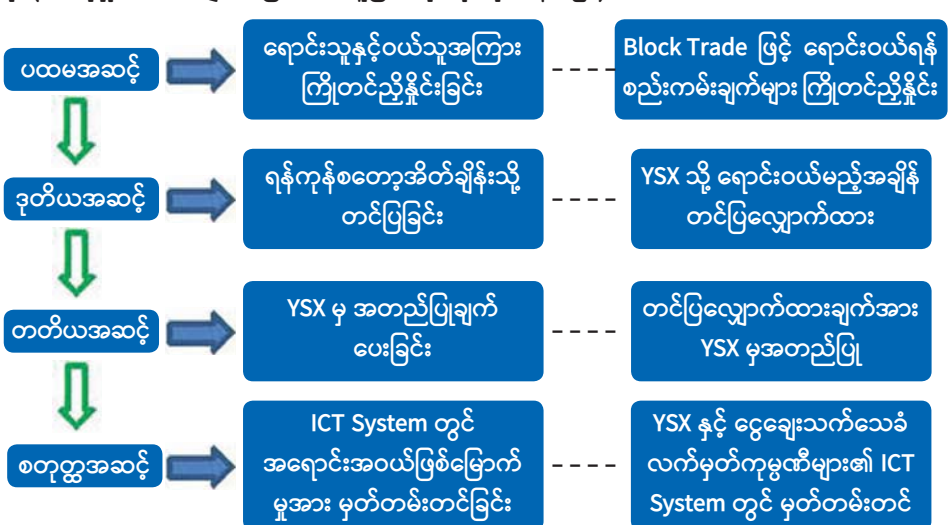 ပထမအဆင့်
ရောင်းသူနှင့်ဝယ်သူအကြား
ကြိုတင်ညှိနှိုင်းခြင်း
Block Trade ဖြင့် ရောင်းဝယ်ရန်
စည်းကမ်းချက်များ ကြိုတင်ညှိနှိုင်း
ဒုတိယအဆင့်
ရန်ကုန်စတော့အိတ်ချိန်းသို့
တင်ပြခြင်း
YSX သို့ ရောင်းဝယ်မည့်အချိန်
တင်ပြလျှောက်ထား
တတိယအဆင့်
YSX မှ အတည်ပြုချက်
ပေးခြင်း
တင်ပြလျှောက်ထားချက်အား
YSX မှအတည်ပြု
စတုတ္ထအဆင့်
ICT System တွင်
အရောင်းအဝယ်ဖြစ်မြောက်
မှုအား မှတ်တမ်းတင်ခြင်း
YSX နှင့် ငွေချေးသက်သေခံ
လက်မှတ်ကုမ္ပဏီများ၏ ICT
System တွင် မှတ်တမ်းတင်